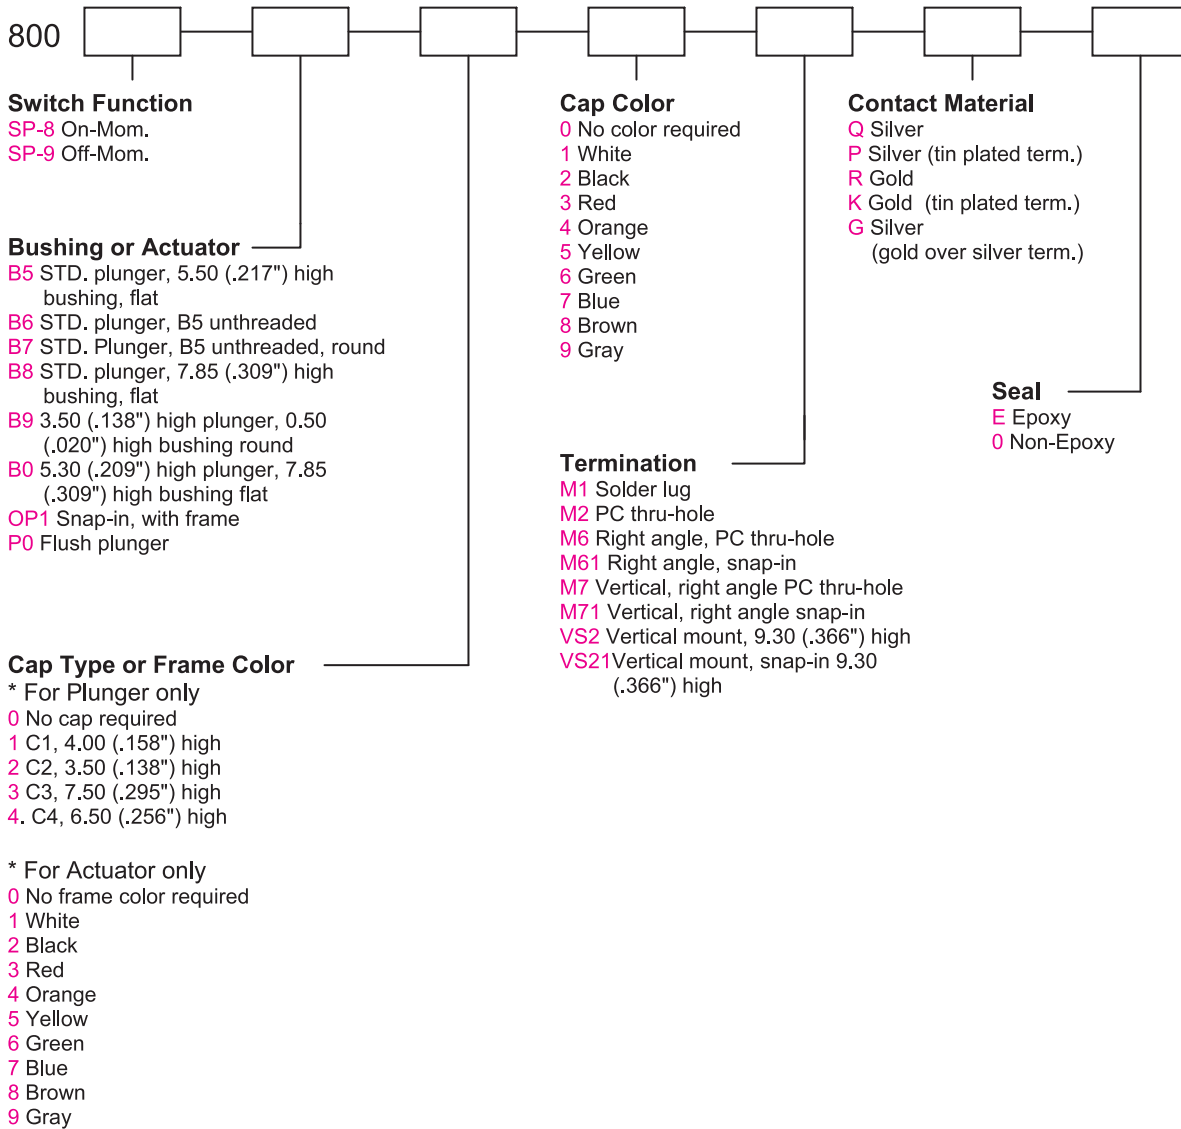 800
Switch Function
SP-8 On-Mom.
SP-9 Off-Mom.
Bushing or Actuator
B5 STD. plunger, 5.50 (.217") high
bushing, flat
B6 STD. plunger, B5 unthreaded
B7 STD. Plunger, B5 unthreaded, round
B8 STD. plunger, 7.85 (.309") high
bushing, flat
B9 3.50 (.138") high plunger, 0.50
(.020") high bushing round
B0 5.30 (.209") high plunger, 7.85
(.309") high bushing flat
OP1 Snap-in, with frame
P0 Flush plunger
Cap Type or Frame Color
* For Plunger only
0 No cap required
1 C1, 4.00 (.158") high
2 C2, 3.50 (.138") high
3 C3, 7.50 (.295") high
4. C4, 6.50 (.256") high
* For Actuator only
0 No frame color required
1 White
2 Black
3 Red
4 Orange
5 Yellow
6 Green
7 Blue
8 Brown
9 Gray
Cap Color
0 No color required
1 White
2 Black
3 Red
4 Orange
5 Yellow
6 Green
7 Blue
8 Brown
9 Gray
Termination
M1 Solder lug
M2 PC thru-hole
M6 Right angle, PC thru-hole
M61 Right angle, snap-in
M7 Vertical, right angle PC thru-hole
M71 Vertical, right angle snap-in
VS2 Vertical mount, 9.30 (.366") high
VS21Vertical mount, snap-in 9.30
(.366") high
Contact Material
Q Silver
P Silver (tin plated term.)
R Gold
K Gold (tin plated term.)
G Silver
(gold over silver term.)
Seal
E Epoxy
0 Non-Epoxy